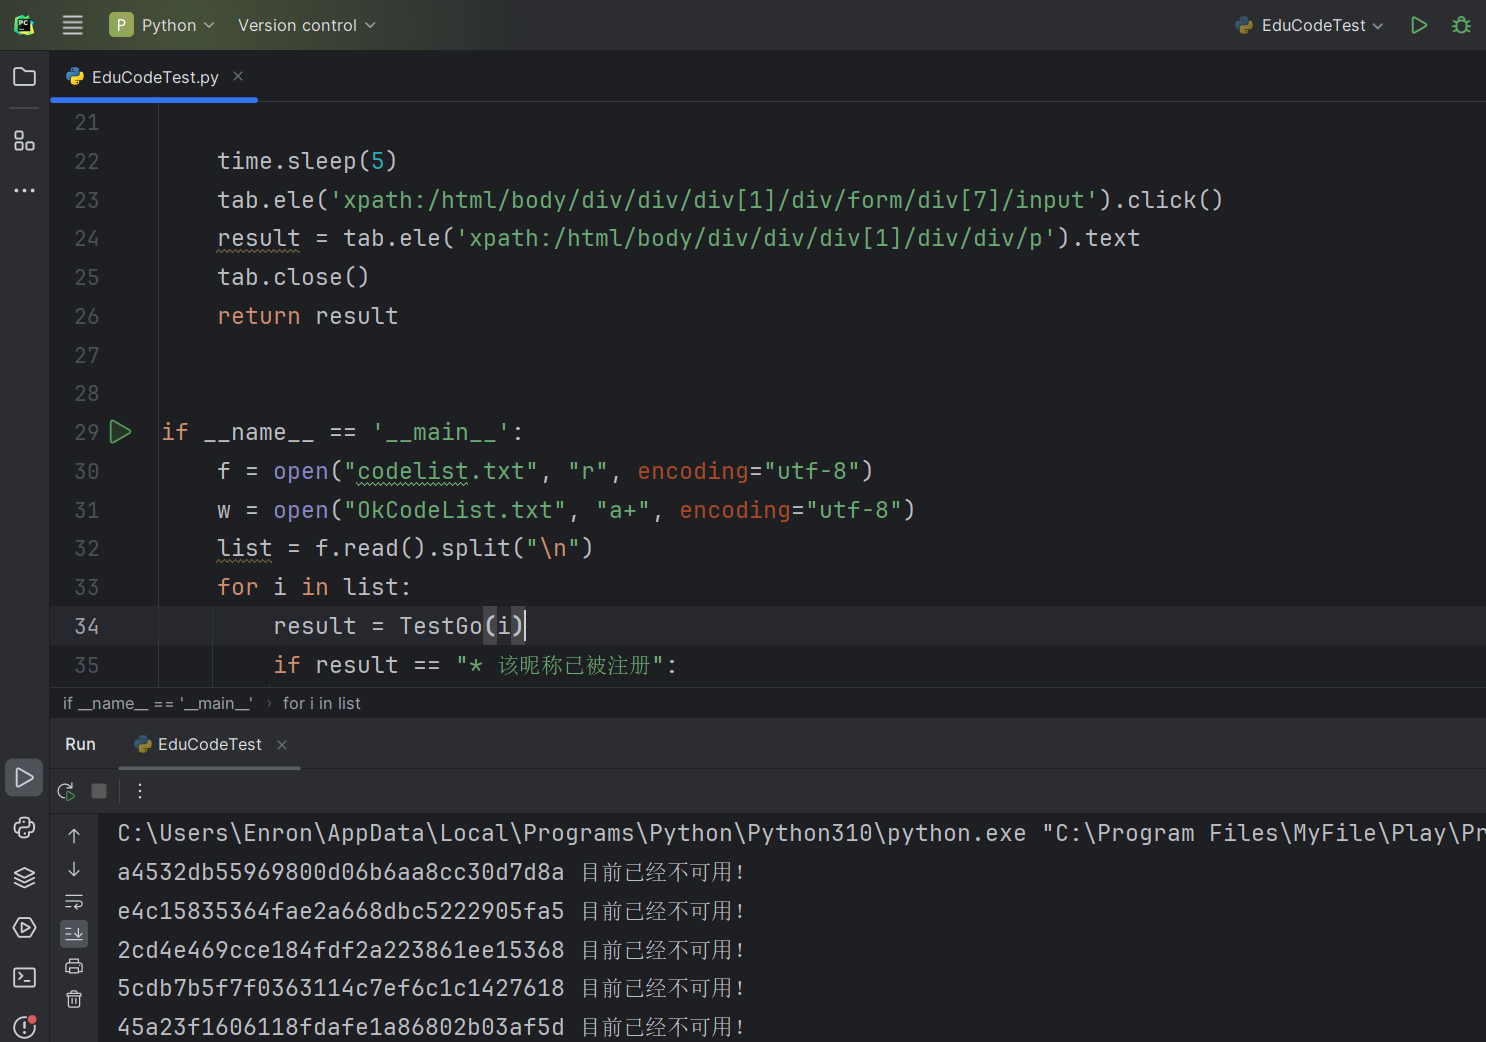 PC P Python Version control EduCodeTest
EduCodeTest.py
21
22 time.sleep(5)
23 tab.ele('xpath:/html/body/div/div/div[1]/div/form/div[7]/input').click()
24 result = tab.ele('xpath:/html/body/div/div/div[1]/div/div/p').text
25 tab.close()
26 return result
27
28
29 if __name__ == '__main__':
30 f = open("codelist.txt", "r", encoding="utf-8")
31 w = open("OkCodeList.txt", "a+", encoding="utf-8")
32 list = f.read().split("\n")
33 for i in list:
34 result = TestGo(i)
35 if result == "* 该昵称已被注册":
if __name__ == '__main__' › for i in list
Run EduCodeTest
C:\Users\Enron\AppData\Local\Programs\Python\Python310\python.exe "C:\Program Files\MyFile\Play\Pr
a4532db55969800d06b6aa8cc30d7d8a 目前已经不可用!
e4c15835364fae2a668dbc5222905fa5 目前已经不可用!
2cd4e469cce184fdf2a223861ee15368 目前已经不可用!
5cdb7b5f7f0363114c7ef6c1c1427618 目前已经不可用!
45a23f1606118fdafe1a86802b03af5d 目前已经不可用!